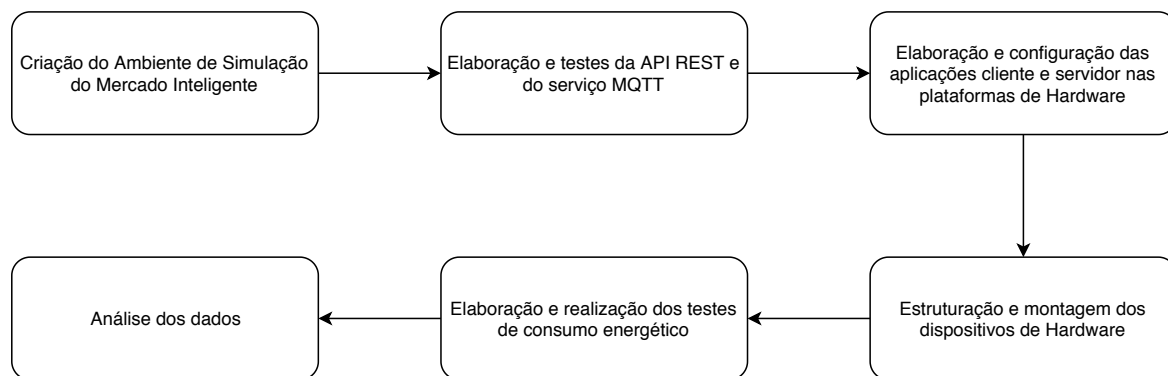 Criação do Ambiente de Simulação
do Mercado Inteligente
Elaboração e testes da API REST e
do serviço MQTT
Elaboração e configuração das
aplicações cliente e servidor nas
plataformas de Hardware
Estruturação e montagem dos
dispositivos de Hardware
Elaboração e realização dos testes
de consumo energético
Análise dos dados